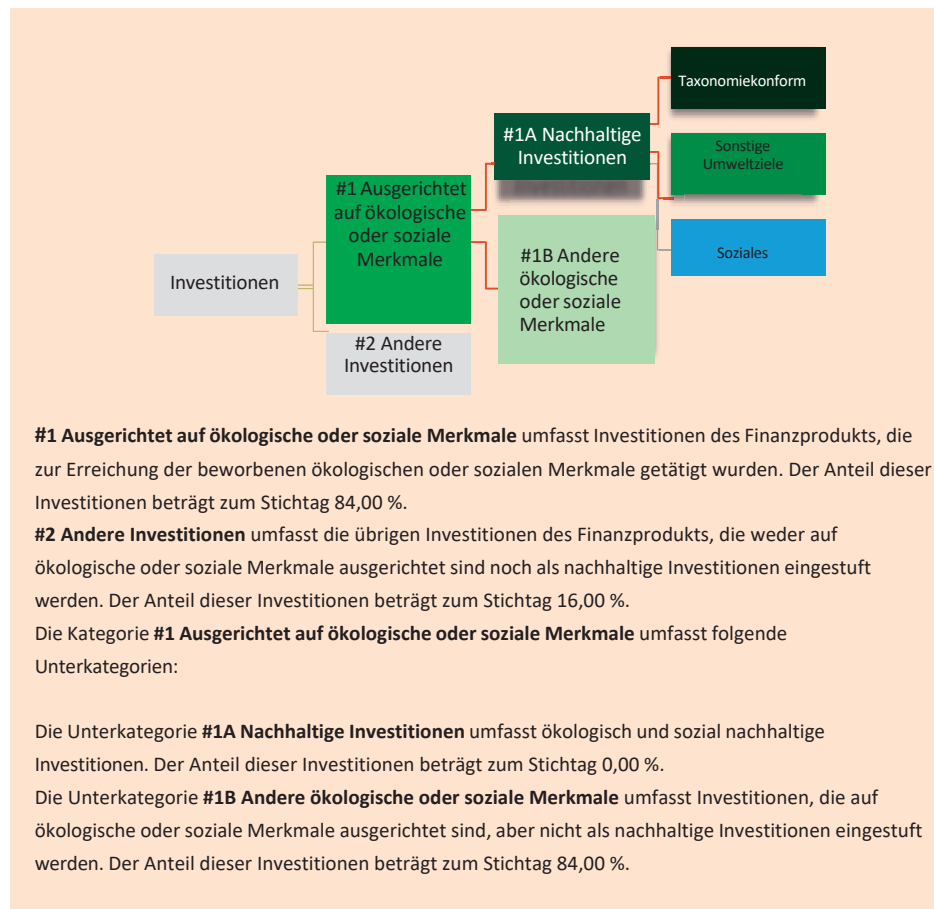 Taxonomiekonform
#1A Nachhaltige
Investitionen
Sonstige
Umweltziele
#1 Ausgerichtet
auf ökologische
oder soziale
Merkmale
Soziales
#1B Andere
ökologische
oder soziale
Merkmale
Investitionen
#2 Andere
Investitionen
#1 Ausgerichtet auf ökologische oder soziale Merkmale umfasst Investitionen des Finanzprodukts, die
zur Erreichung der beworbenen ökologischen oder sozialen Merkmale getätigt wurden. Der Anteil dieser
Investitionen beträgt zum Stichtag 84,00 %.
#2 Andere Investitionen umfasst die übrigen Investitionen des Finanzprodukts, die weder auf
ökologische oder soziale Merkmale ausgerichtet sind noch als nachhaltige Investitionen eingestuft
werden. Der Anteil dieser Investitionen beträgt zum Stichtag 16,00 %.
Die Kategorie #1 Ausgerichtet auf ökologische oder soziale Merkmale umfasst folgende
Unterkategorien:
Die Unterkategorie #1A Nachhaltige Investitionen umfasst ökologisch und sozial nachhaltige
Investitionen. Der Anteil dieser Investitionen beträgt zum Stichtag 0,00 %.
Die Unterkategorie #1B Andere ökologische oder soziale Merkmale umfasst Investitionen, die auf
ökologische oder soziale Merkmale ausgerichtet sind, aber nicht als nachhaltige Investitionen eingestuft
werden. Der Anteil dieser Investitionen beträgt zum Stichtag 84,00 %.